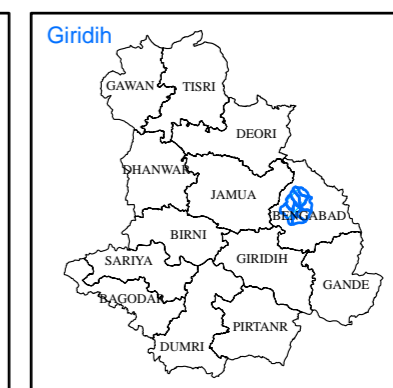 Giridih
GAWAN
TISRI
DEORI
DHANWAR
JAMUA
BENGABAD
BIRNI
SARIYA
GIRIDIH
GANDE
BAGODAR
PIRTANR
DUMRI